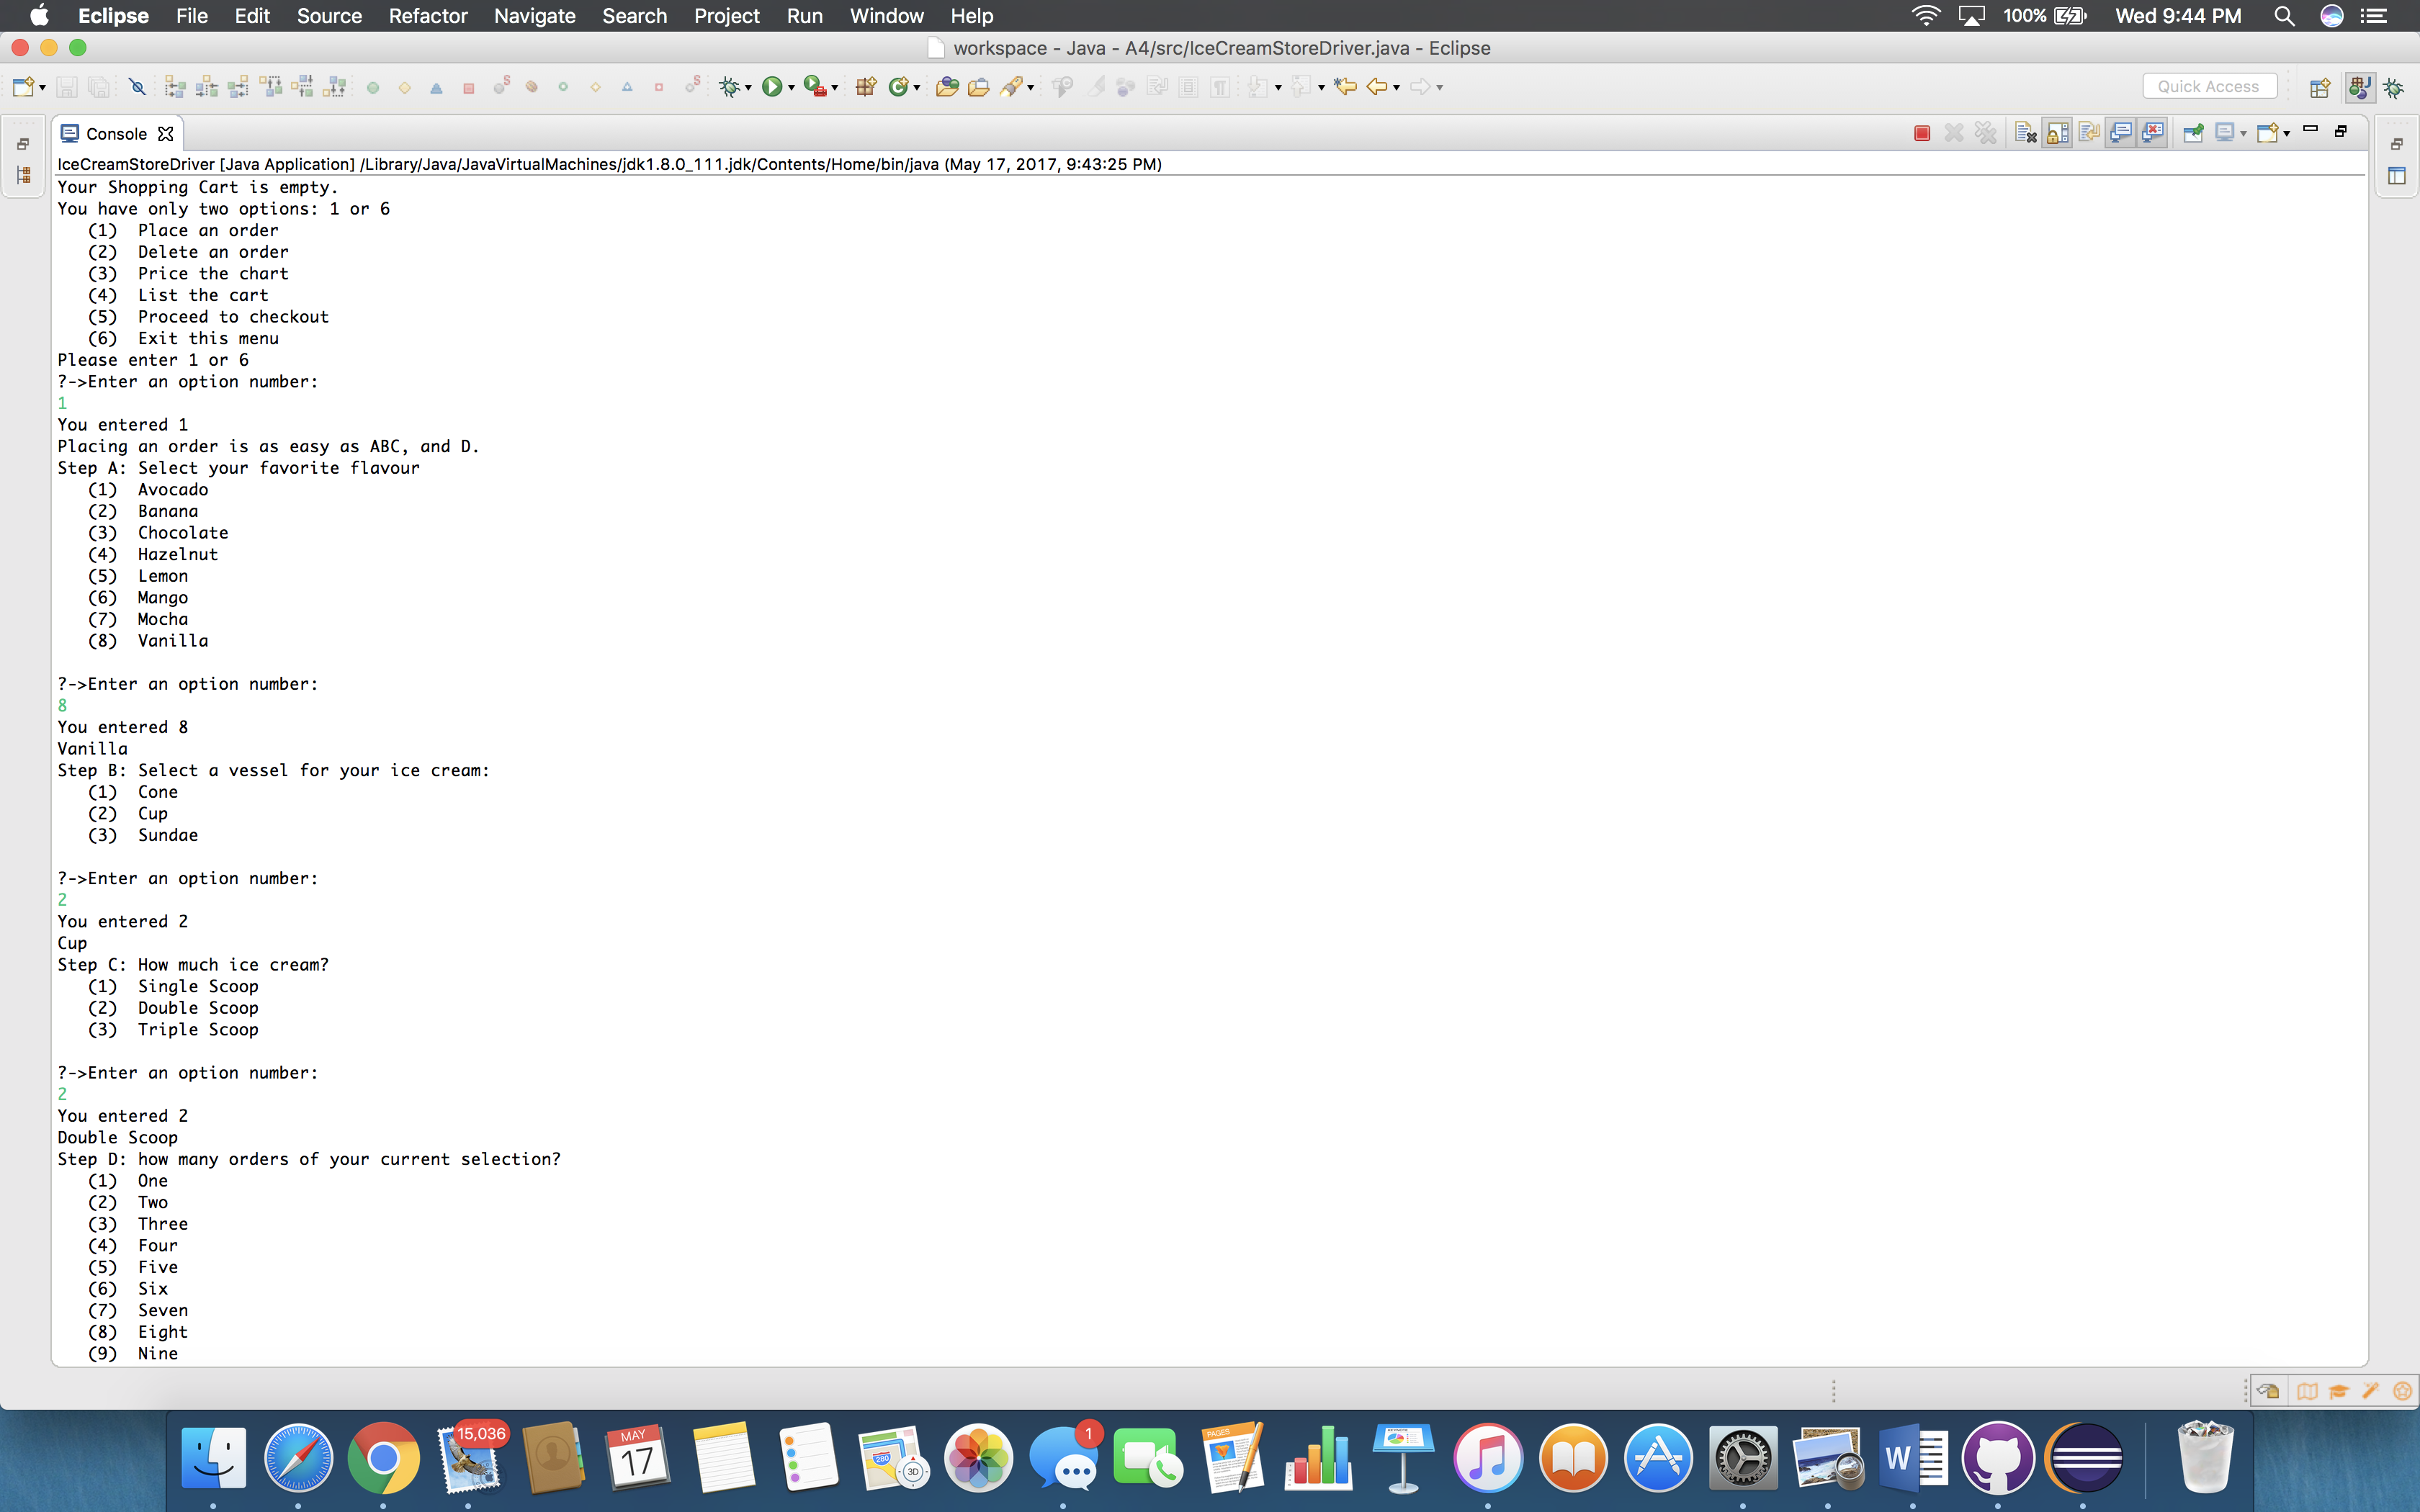 Eclipse File Edit Source Refactor Navigate Search Project Run Window Help 100% Wed 9:44 PM
workspace - Java - A4/src/IceCreamStoreDriver.java - Eclipse
Quick Access
Console
IceCreamStoreDriver [Java Application] /Library/Java/JavaVirtualMachines/jdk1.8.0_111.jdk/Contents/Home/bin/java (May 17, 2017, 9:43:25 PM)
Your Shopping Cart is empty.
You have only two options: 1 or 6
(1) Place an order
(2) Delete an order
(3) Price the chart
(4) List the cart
(5) Proceed to checkout
(6) Exit this menu
Please enter 1 or 6
?->Enter an option number:
1
You entered 1
Placing an order is as easy as ABC, and D.
Step A: Select your favorite flavour
(1) Avocado
(2) Banana
(3) Chocolate
(4) Hazelnut
(5) Lemon
(6) Mango
(7) Mocha
(8) Vanilla
?->Enter an option number:
8
You entered 8
Vanilla
Step B: Select a vessel for your ice cream:
(1) Cone
(2) Cup
(3) Sundae
?->Enter an option number:
2
You entered 2
Cup
Step C: How much ice cream?
(1) Single Scoop
(2) Double Scoop
(3) Triple Scoop
?->Enter an option number:
2
You entered 2
Double Scoop
Step D: how many orders of your current selection?
(1) One
(2) Two
(3) Three
(4) Four
(5) Five
(6) Six
(7) Seven
(8) Eight
(9) Nine
15,036
MAY
17
280
3D
1
PAGES
W